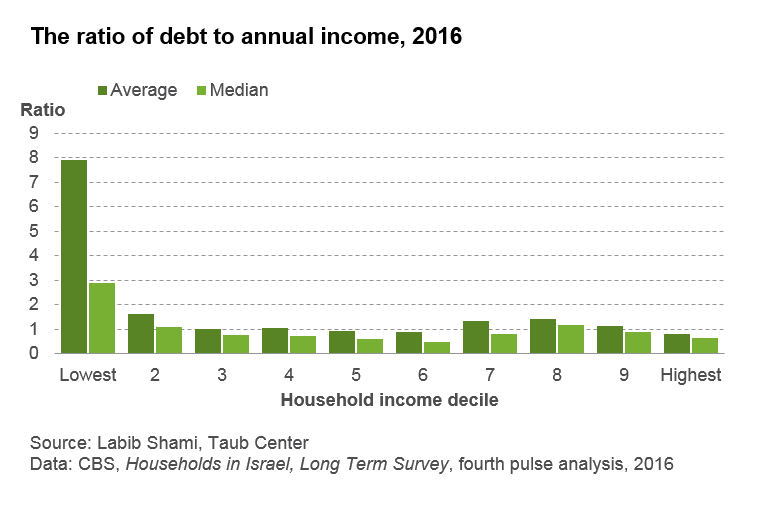 The ratio of debt to annual income, 2016
Average Median
Ratio
9
8
7
6
5
4
3
2
1
0
Lowest 2 3 4 5 6 7 8 9 Highest
Household income decile
Source: Labib Shami, Taub Center
Data: CBS, Households in Israel, Long Term Survey, fourth pulse analysis, 2016